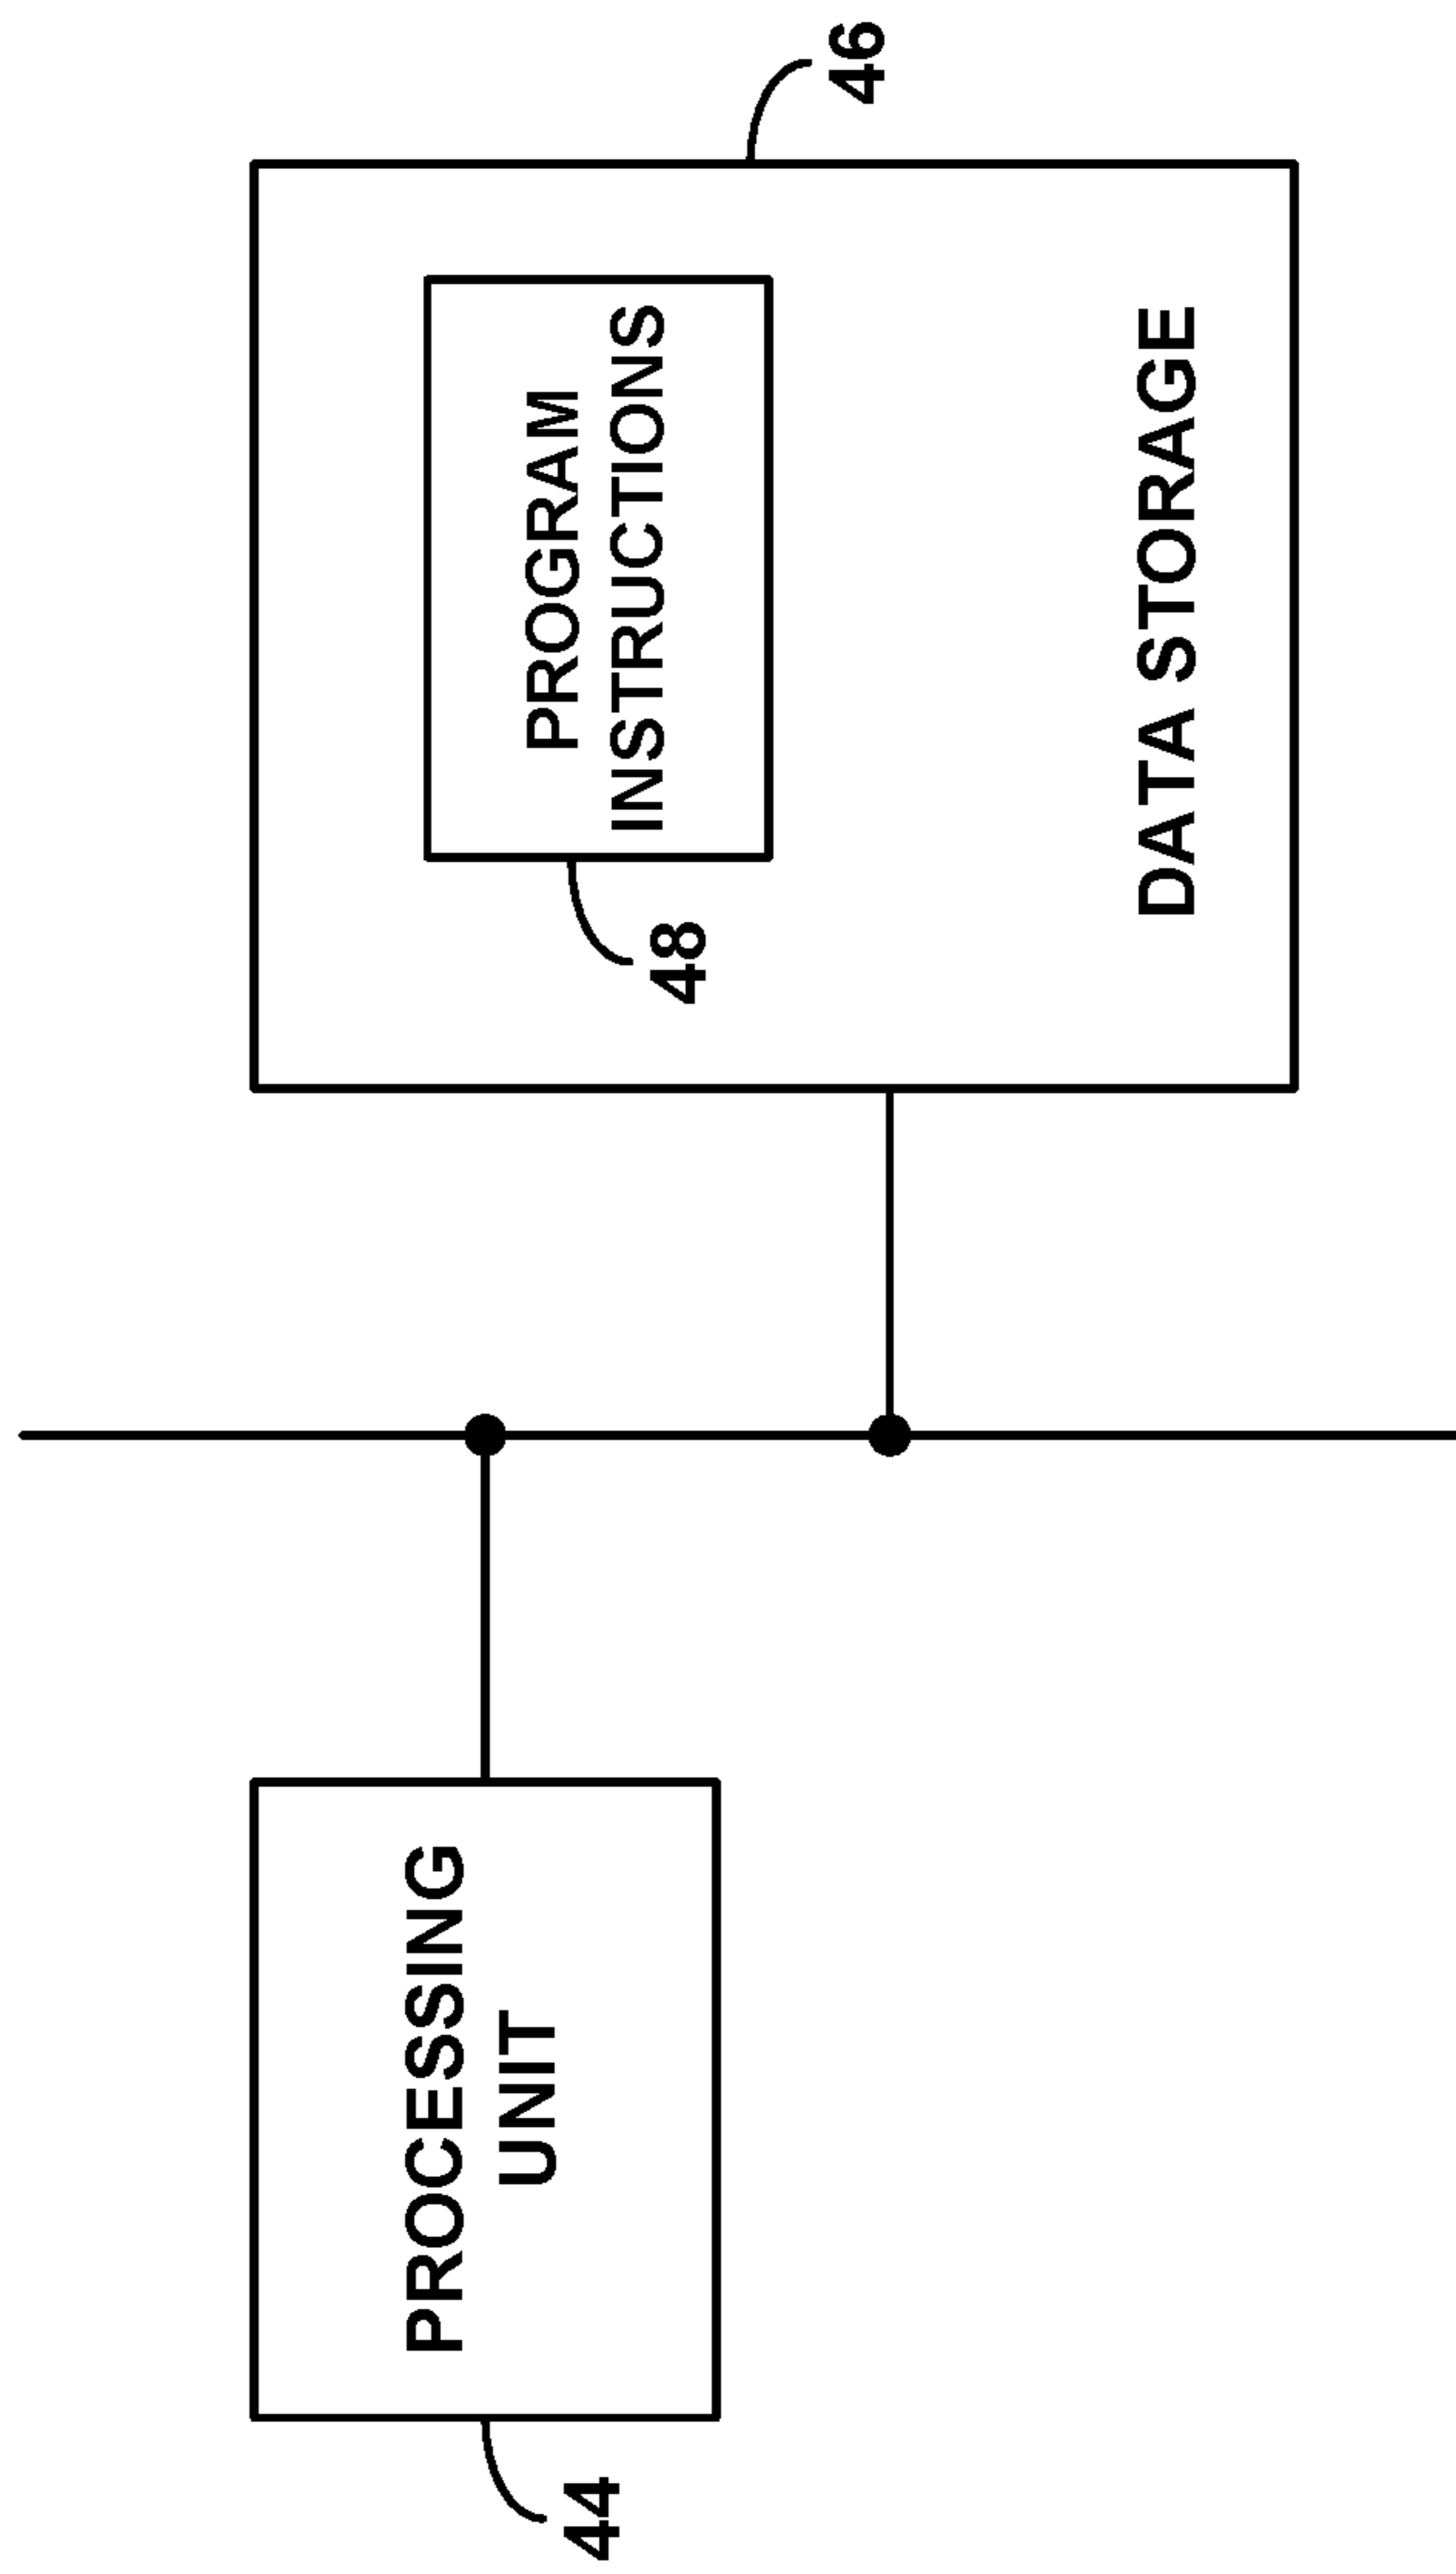 PROCESSING
UNIT
44
PROGRAM
INSTRUCTIONS
48
DATA STORAGE
46